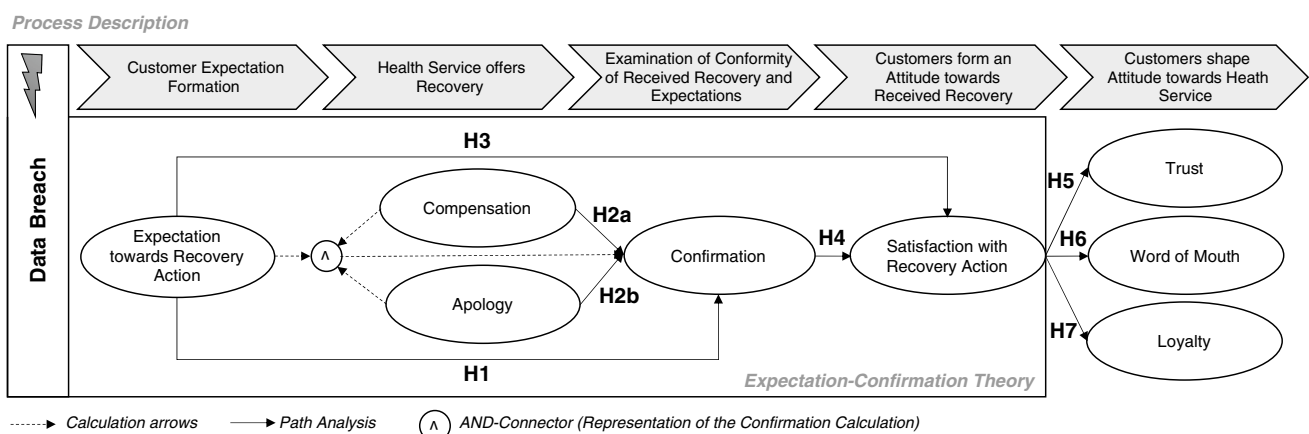 Process Description
Customer Expectation
Formation
Health Service offers
Recovery
Examination of Conformity
of Received Recovery and
Expectations
Customers form an
Attitude towards
Received Recovery
Customers shape
Attitude towards Heath
Service
Data Breach
H3
Expectation
towards Recovery
Action
Compensation
Apology
ʌ
H2a
H2b
Confirmation
H4
Satisfaction with
Recovery Action
H1
Expectation-Confirmation Theory
H5
H6
H7
Trust
Word of Mouth
Loyalty
Calculation arrows
Path Analysis
ʌ
AND-Connector (Representation of the Confirmation Calculation)